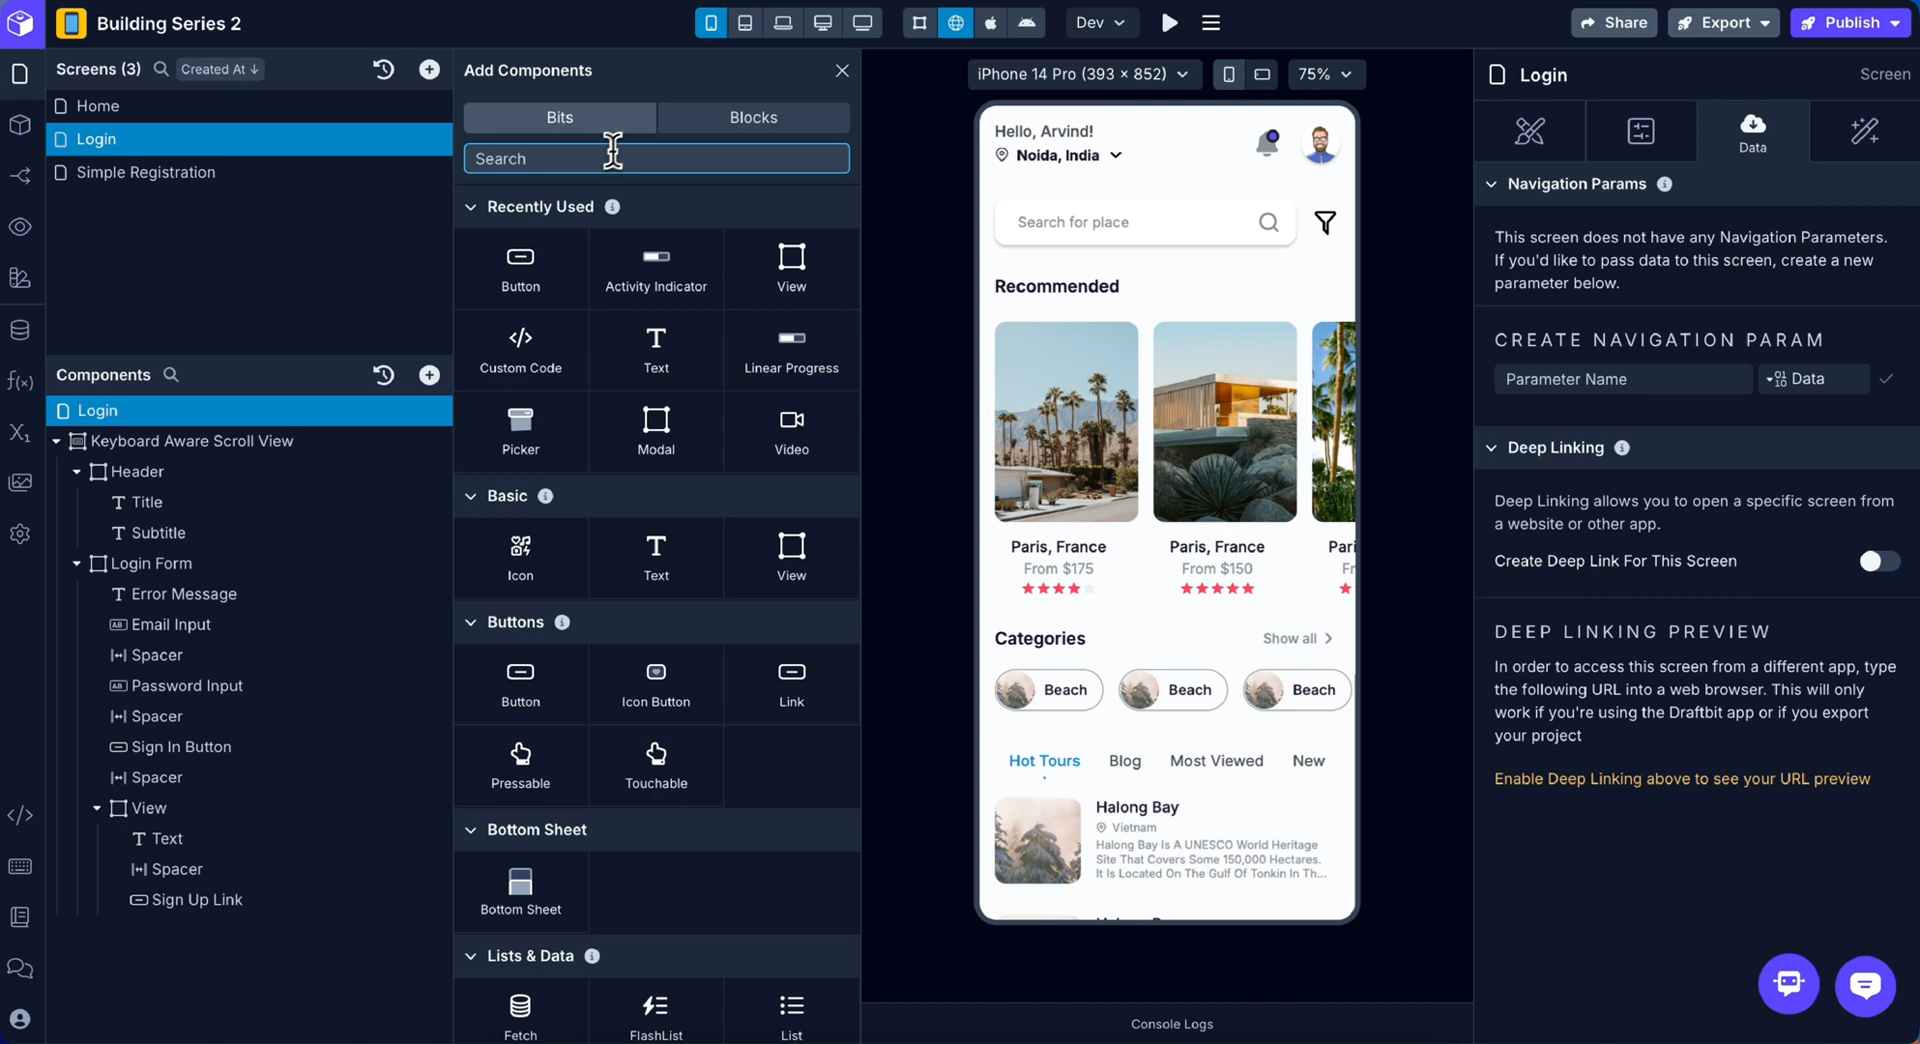 Building Series 2
Dev
Share
Export
Publish
Screens (3)
Created At ↓
Home
Login
Simple Registration
Components
Login
Keyboard Aware Scroll View
Header
Title
Subtitle
Login Form
Error Message
Email Input
Spacer
Password Input
Spacer
Sign In Button
Spacer
View
Text
Spacer
Sign Up Link
Add Components
Bits
Blocks
Search
Recently Used
Button
Activity Indicator
View
Custom Code
Text
Linear Progress
Picker
Modal
Video
Basic
Icon
Text
View
Buttons
Button
Icon Button
Link
Pressable
Touchable
Bottom Sheet
Bottom Sheet
Lists & Data
Fetch
FlashList
List
iPhone 14 Pro (393 × 852)
75%
Hello, Arvind!
Noida, India
Search for place
Recommended
Paris, France
From $175
Paris, France
From $150
Pari
Fr
Categories
Show all
Beach
Beach
Beach
Hot Tours
Blog
Most Viewed
New
Halong Bay
Vietnam
Halong Bay Is A UNESCO World Heritage
Site That Covers Some 150,000 Hectares.
It Is Located On The Gulf Of Tonkin In Th...
Console Logs
Login
Screen
Data
Navigation Params
This screen does not have any Navigation Parameters.
If you'd like to pass data to this screen, create a new
parameter below.
CREATE NAVIGATION PARAM
Parameter Name
Data
Deep Linking
Deep Linking allows you to open a specific screen from
a website or other app.
Create Deep Link For This Screen
DEEP LINKING PREVIEW
In order to access this screen from a different app, type
the following URL into a web browser. This will only
work if you're using the Draftbit app or if you export
your project
Enable Deep Linking above to see your URL preview